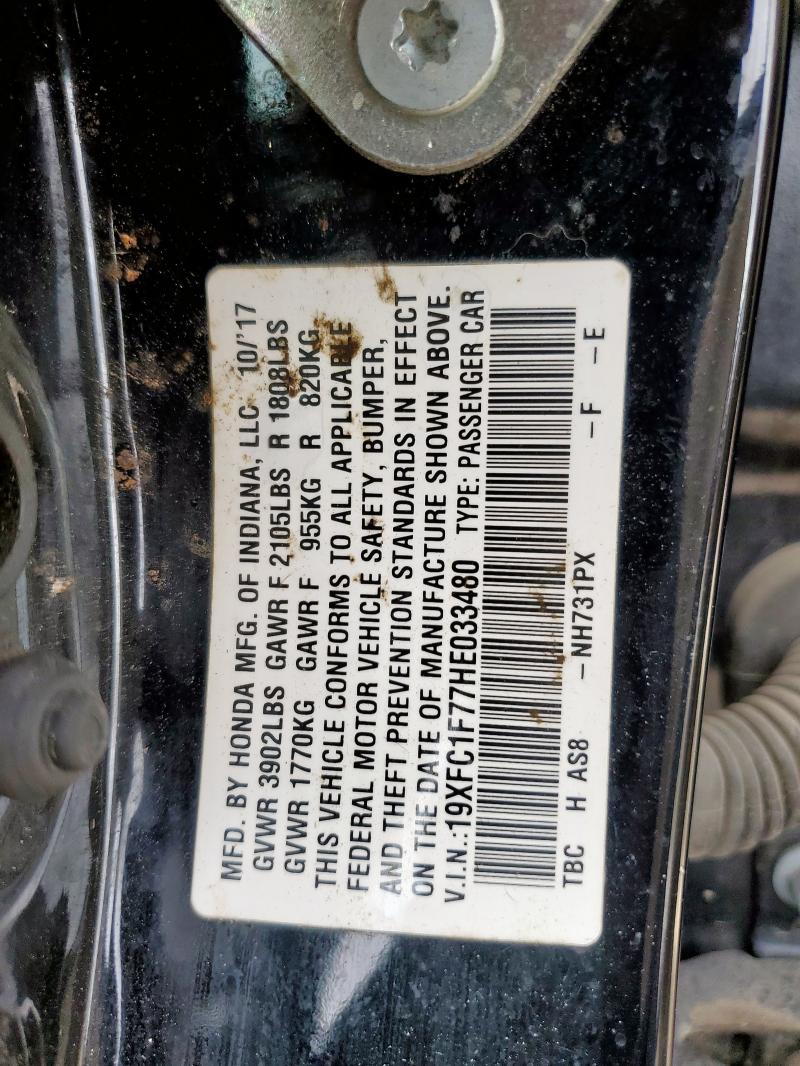 MFD. BY HONDA MFG. OF INDIANA, LLC 10/'17
GVWR 3902LBS GAWR F 2105LBS R 1808LBS
GVWR 1770KG GAWR F 955KG R 820KG
THIS VEHICLE CONFORMS TO ALL APPLICABLE
FEDERAL MOTOR VEHICLE SAFETY, BUMPER,
AND THEFT PREVENTION STANDARDS IN EFFECT
ON THE DATE OF MANUFACTURE SHOWN ABOVE.
V.I.N.:19XFC1F77HE033480 TYPE: PASSENGER CAR
TBC H AS8 -NH731PX -F -E